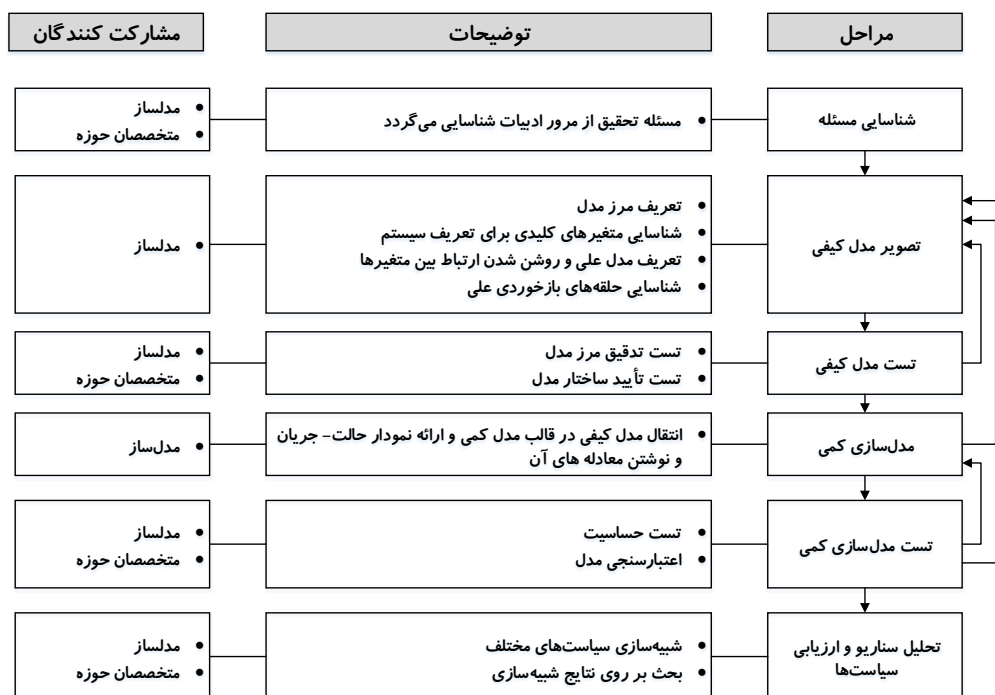 مراحل
توضیحات
مشارکت کنندگان
شناسایی مسئله
مسئله تحقیق از مرور ادبیات شناسایی می‌گردد
مدلساز
متخصصان حوزه
تصویر مدل کیفی
تعریف مرز مدل
شناسایی متغیرهای کلیدی برای تعریف سیستم
تعریف مدل علی و روشن شدن ارتباط بین متغیرها
شناسایی حلقه‌های بازخوردی علی
مدلساز
تست مدل کیفی
تست تدقیق مرز مدل
تست تأیید ساختار مدل
مدلساز
متخصصان حوزه
مدل‌سازی کمی
انتقال مدل کیفی در قالب مدل کمی و ارائه نمودار حالت- جریان
و نوشتن معادله های آن
مدل‌ساز
تست مدل‌سازی کمی
تست حساسیت
اعتبارسنجی مدل
مدلساز
متخصصان حوزه
تحلیل سناریو و ارزیابی
سیاست‌ها
شبیه‌سازی سیاست‌های مختلف
بحث بر روی نتایج شبیه‌سازی
مدلساز
متخصصان حوزه